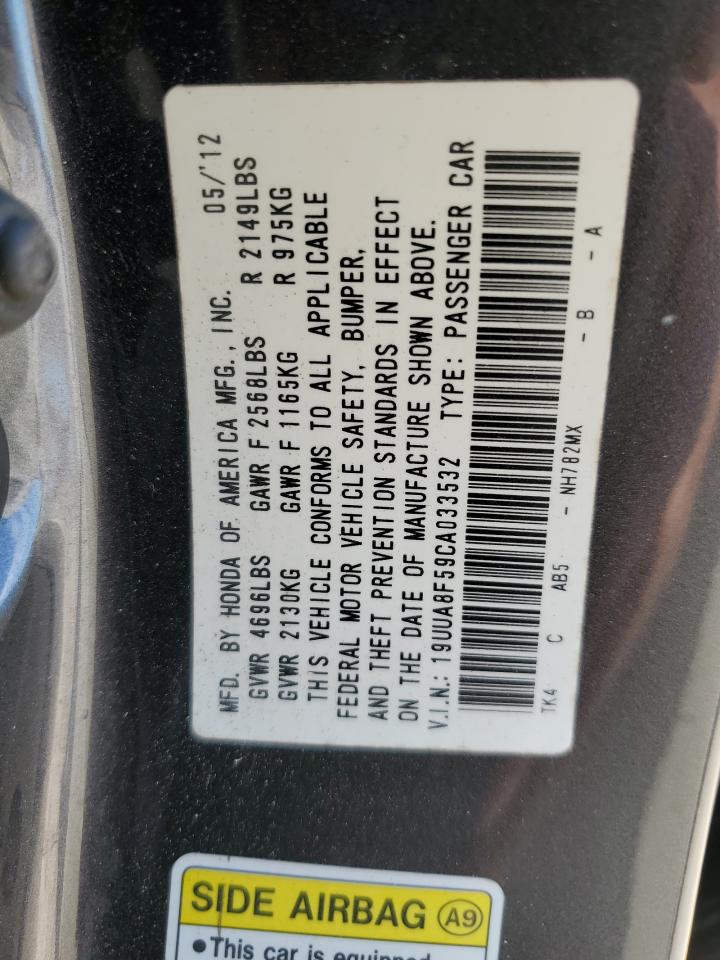 MFD. BY HONDA OF AMERICA MFG., INC. 05/'12
GVWR 4696LBS GAWR F 2568LBS R 2149LBS
GVWR 2130KG GAWR F 1165KG R 975KG
THIS VEHICLE CONFORMS TO ALL APPLICABLE
FEDERAL MOTOR VEHICLE SAFETY, BUMPER,
AND THEFT PREVENTION STANDARDS IN EFFECT
ON THE DATE OF MANUFACTURE SHOWN ABOVE.
V.I.N.: 19UUA8F59CA033532 TYPE: PASSENGER CAR
TK4 C AB5 - NH782MX - B - A
SIDE AIRBAG A9
•This car is equipped